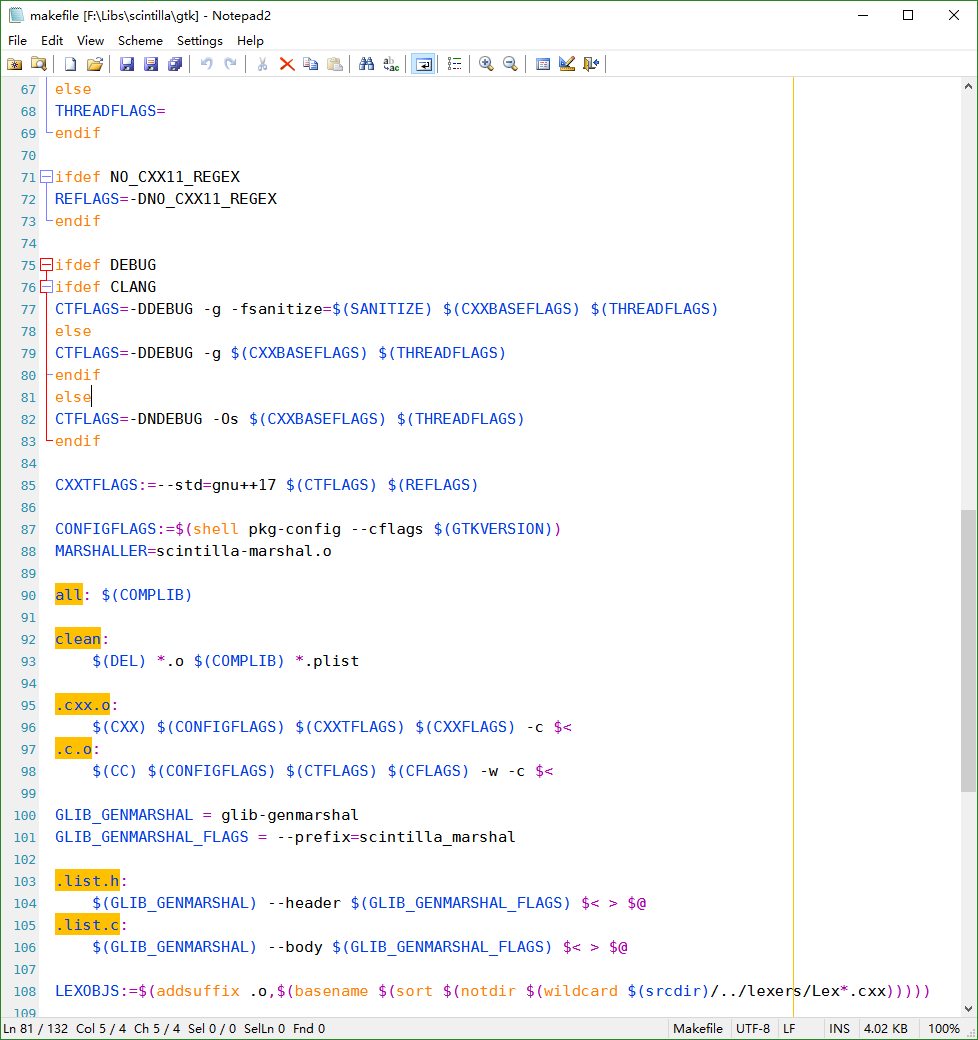 makefile [F:\Libs\scintilla\gtk] - Notepad2
File Edit View Scheme Settings Help
67 else
68 THREADFLAGS=
69 endif
70
71 ifdef NO_CXX11_REGEX
72 REFLAGS=-DNO_CXX11_REGEX
73 endif
74
75 ifdef DEBUG
76 ifdef CLANG
77 CTFLAGS=-DDEBUG -g -fsanitize=$(SANITIZE) $(CXXBASEFLAGS) $(THREADFLAGS)
78 else
79 CTFLAGS=-DDEBUG -g $(CXXBASEFLAGS) $(THREADFLAGS)
80 endif
81 else
82 CTFLAGS=-DNDEBUG -Os $(CXXBASEFLAGS) $(THREADFLAGS)
83 endif
84
85 CXXTFLAGS:=--std=gnu++17 $(CTFLAGS) $(REFLAGS)
86
87 CONFIGFLAGS:=$(shell pkg-config --cflags $(GTKVERSION))
88 MARSHALLER=scintilla-marshal.o
89
90 all: $(COMPLIB)
91
92 clean:
93     $(DEL) *.o $(COMPLIB) *.plist
94
95 .cxx.o:
96     $(CXX) $(CONFIGFLAGS) $(CXXTFLAGS) $(CXXFLAGS) -c $<
97 .c.o:
98     $(CC) $(CONFIGFLAGS) $(CTFLAGS) $(CFLAGS) -w -c $<
99
100 GLIB_GENMARSHAL = glib-genmarshal
101 GLIB_GENMARSHAL_FLAGS = --prefix=scintilla_marshal
102
103 .list.h:
104     $(GLIB_GENMARSHAL) --header $(GLIB_GENMARSHAL_FLAGS) $< > $@
105 .list.c:
106     $(GLIB_GENMARSHAL) --body $(GLIB_GENMARSHAL_FLAGS) $< > $@
107
108 LEXOBJS:=$(addsuffix .o,$(basename $(sort $(notdir $(wildcard $(srcdir)/../lexers/Lex*.cxx)))))
109
Ln 81 / 132 Col 5 / 4 Ch 5 / 4 Sel 0 / 0 SelLn 0 Fnd 0 Makefile UTF-8 LF INS 4.02 KB 100%